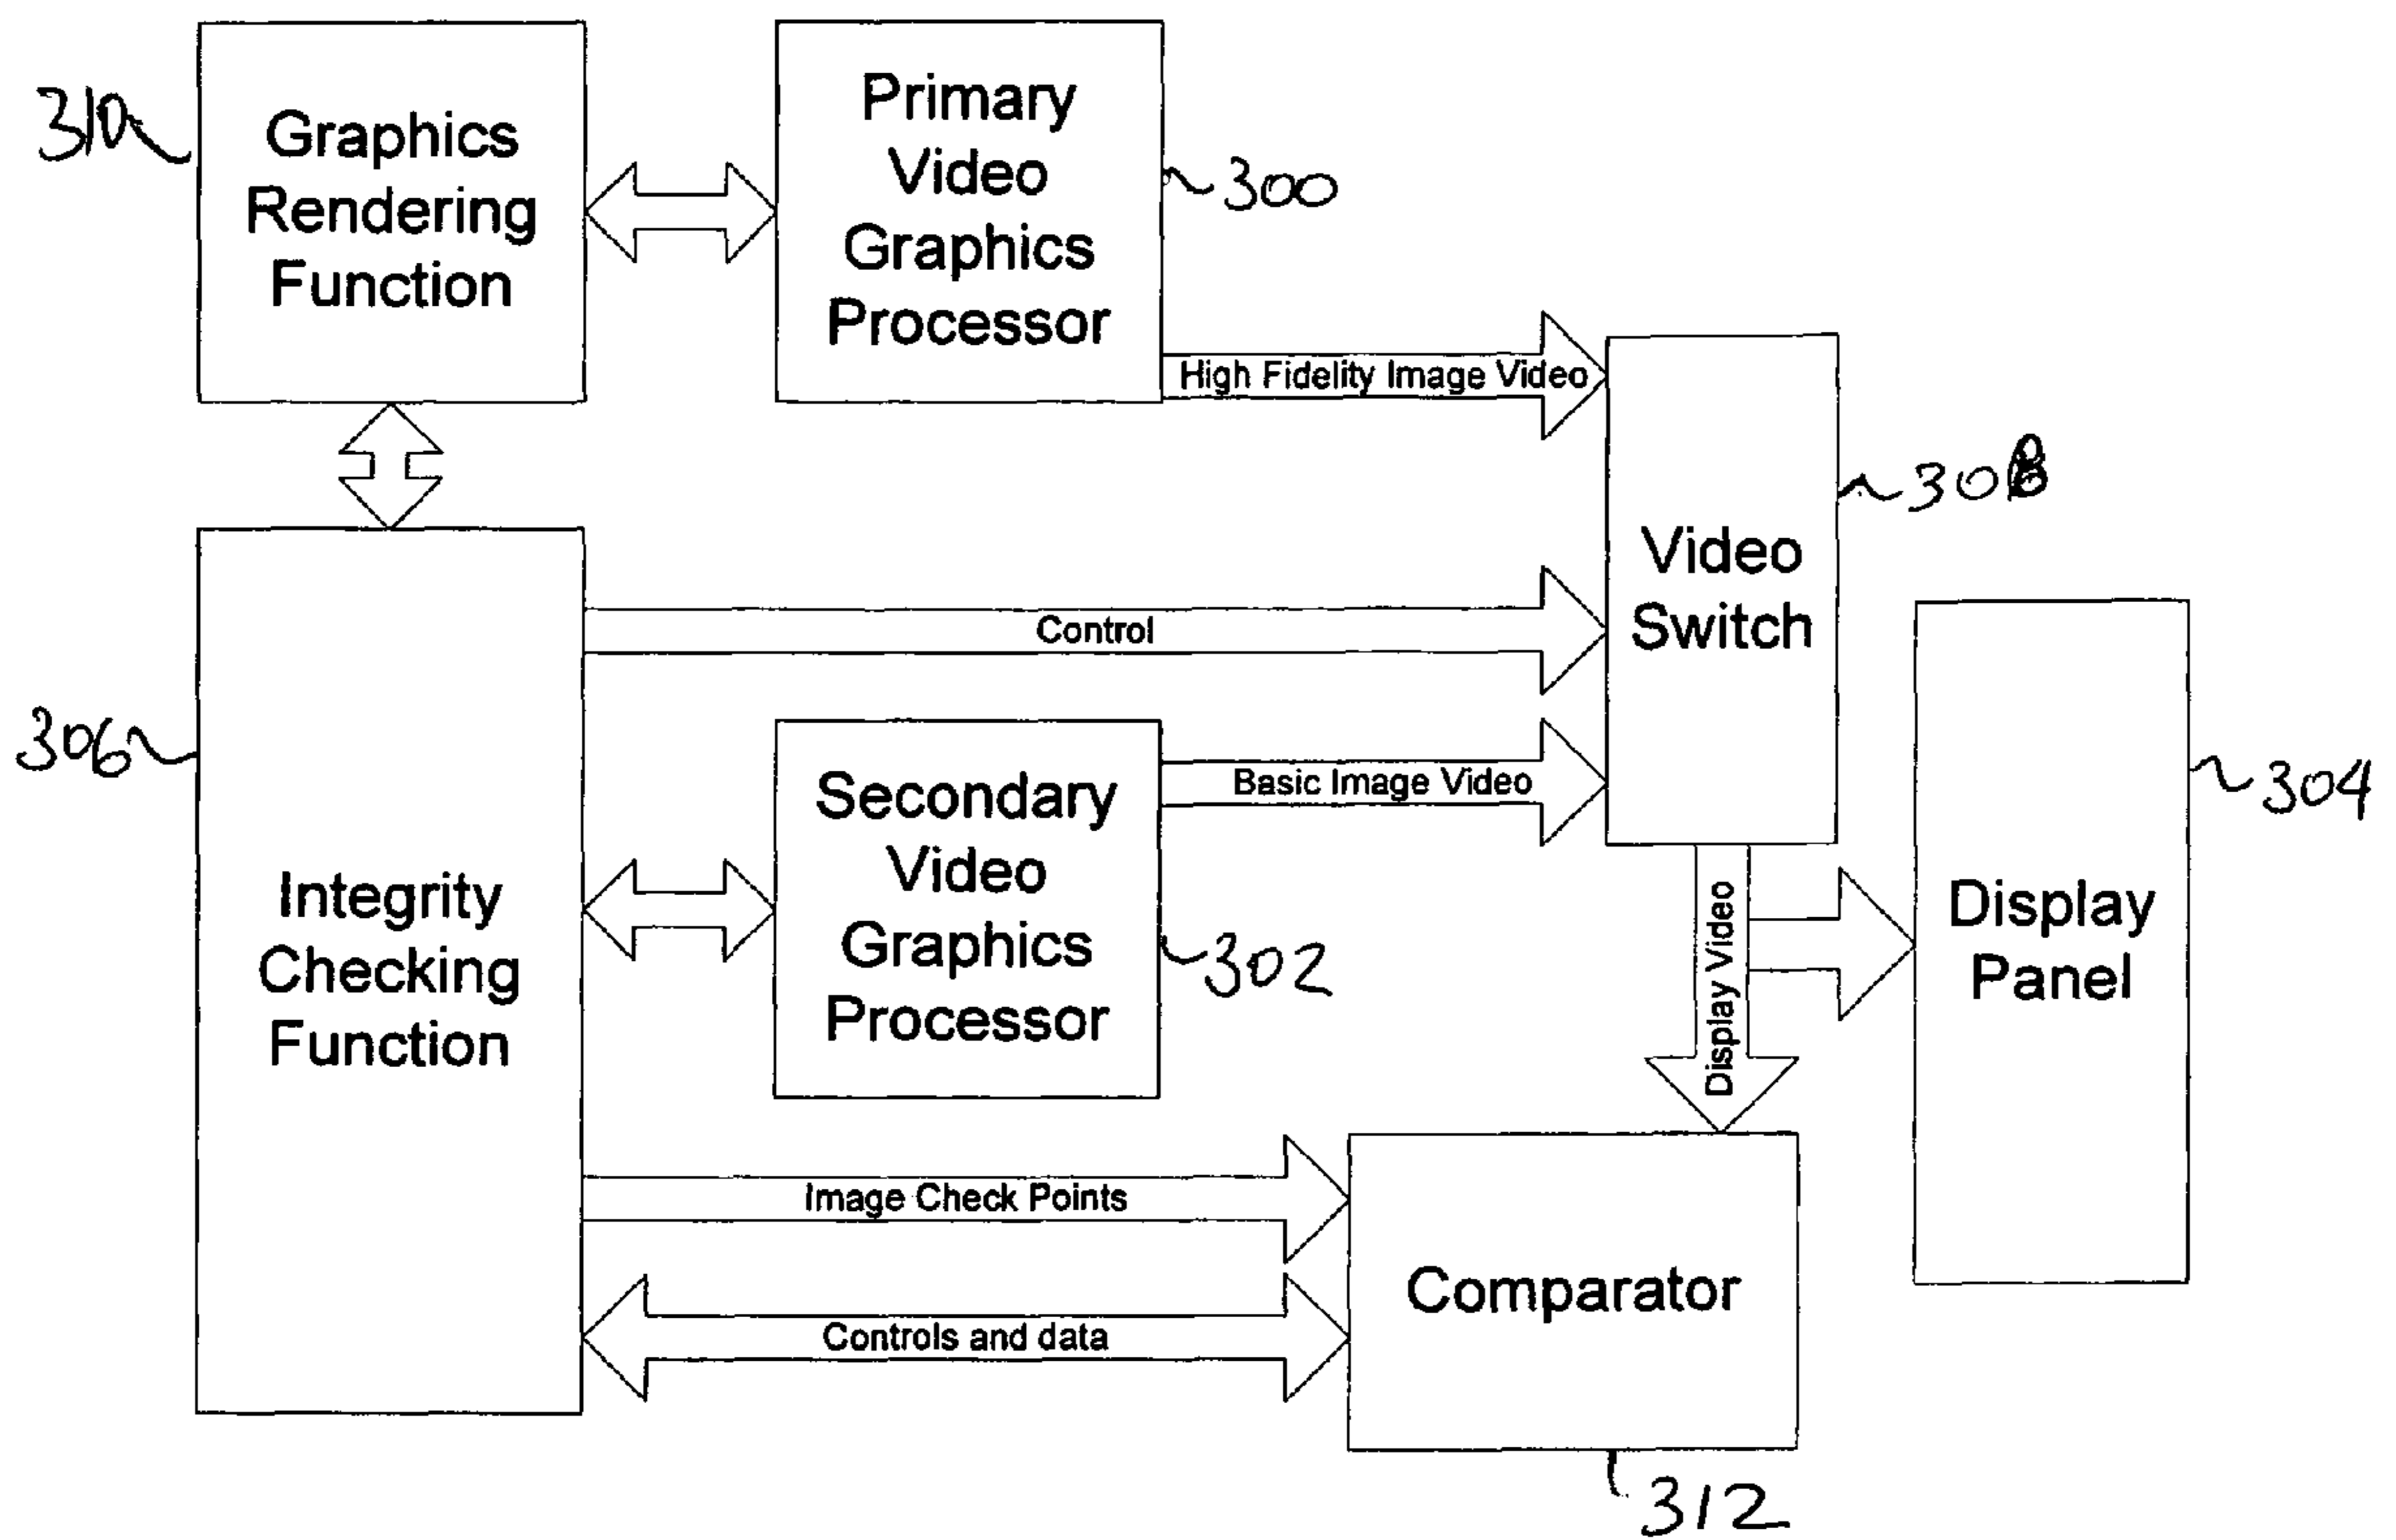 310
Graphics
Rendering
Function
Primary
Video
Graphics
Processor
300
High Fidelity Image Video
308
Video
Switch
Control
306
Integrity
Checking
Function
Secondary
Video
Graphics
Processor
302
Basic Image Video
Display Video
304
Display
Panel
Image Check Points
Controls and data
Comparator
312